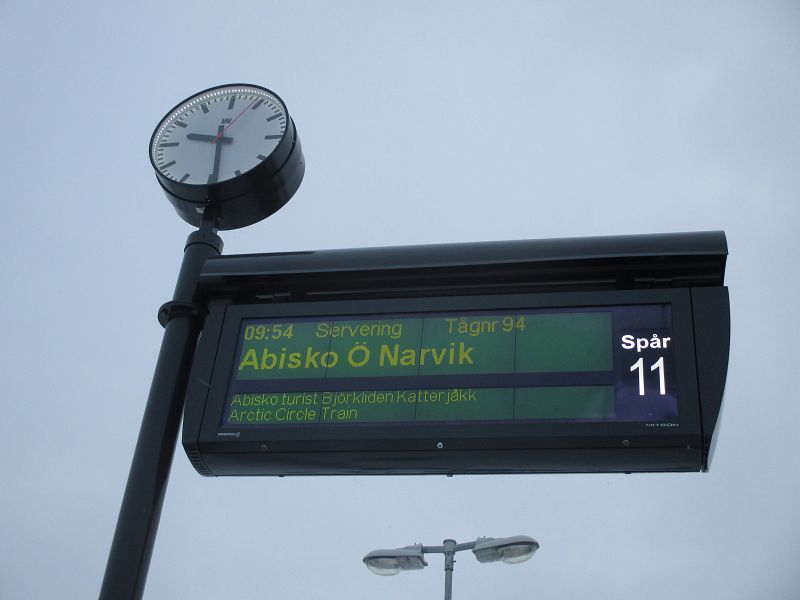 09:54 Servering Tågnr 94
Abisko Ö Narvik
Abisko turist Björkliden Katterjåkk
Arctic Circle Train
Spår
11
MITRON